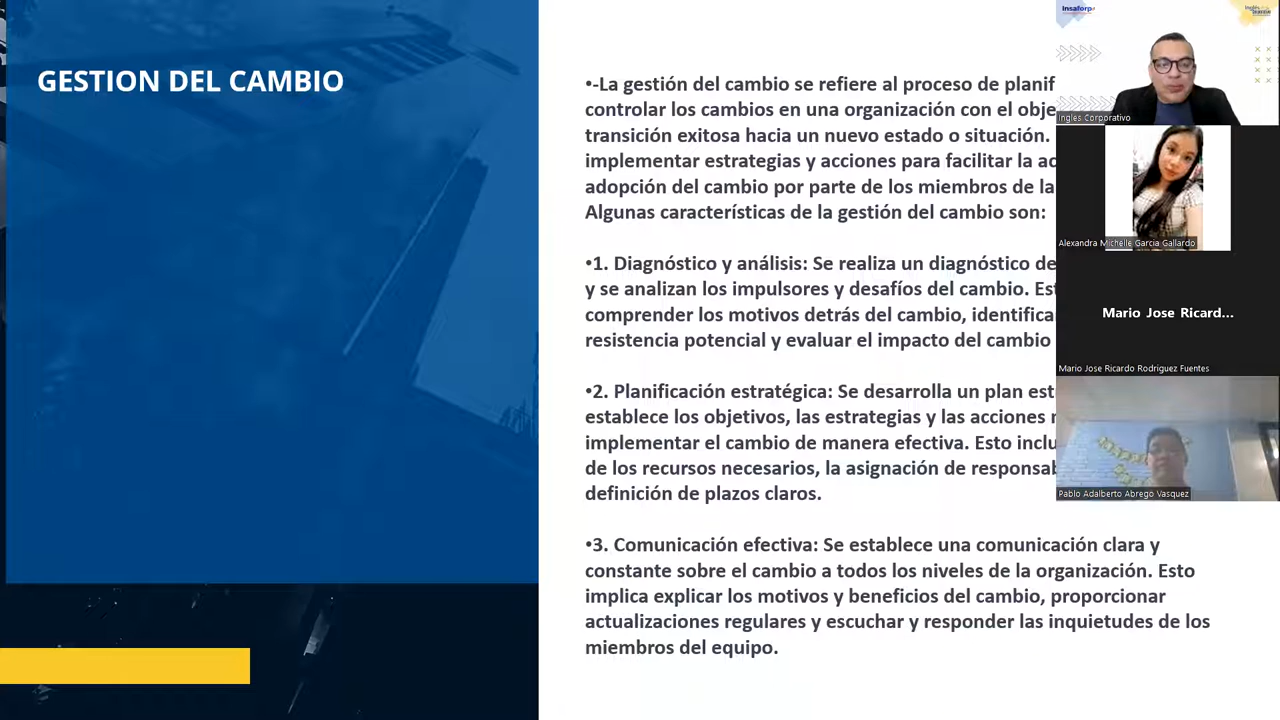 GESTION DEL CAMBIO
•-La gestión del cambio se refiere al proceso de planif
controlar los cambios en una organización con el obje
transición exitosa hacia un nuevo estado o situación.
implementar estrategias y acciones para facilitar la ad
adopción del cambio por parte de los miembros de la
Algunas características de la gestión del cambio son:
•1. Diagnóstico y análisis: Se realiza un diagnóstico de
y se analizan los impulsores y desafíos del cambio. Est
comprender los motivos detrás del cambio, identifica
resistencia potencial y evaluar el impacto del cambio
•2. Planificación estratégica: Se desarrolla un plan est
establece los objetivos, las estrategias y las acciones
implementar el cambio de manera efectiva. Esto inclu
de los recursos necesarios, la asignación de responsab
definición de plazos claros.
•3. Comunicación efectiva: Se establece una comunicación clara y
constante sobre el cambio a todos los niveles de la organización. Esto
implica explicar los motivos y beneficios del cambio, proporcionar
actualizaciones regulares y escuchar y responder las inquietudes de los
miembros del equipo.
insaforp
Ingles Corporativo
Alexandra Michelle Garcia Gallardo
Mario Jose Ricard...
Mario Jose Ricardo Rodriguez Fuentes
Pablo Adalberto Abrego Vasquez